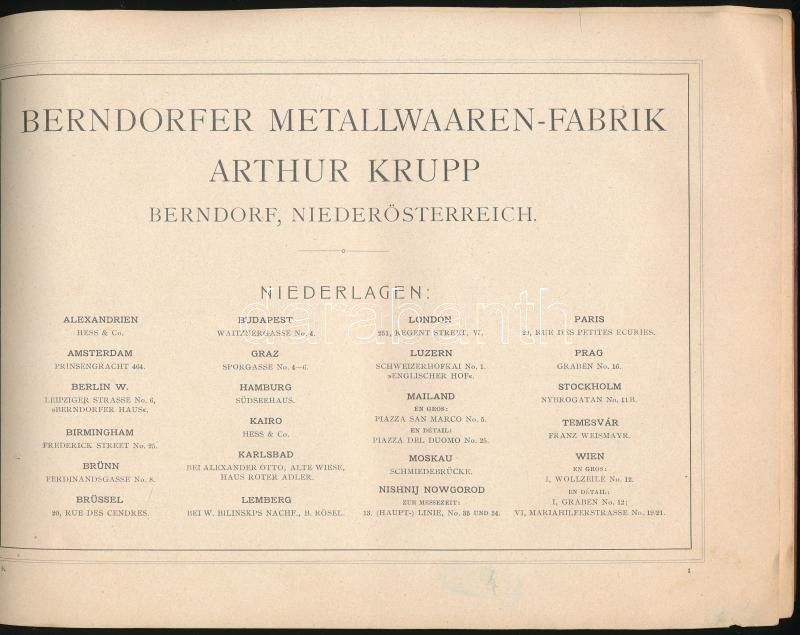 BERNDORFER METALLWAAREN-FABRIK
ARTHUR KRUPP
BERNDORF, NIEDERÖSTERREICH.
NIEDERLAGEN:
ALEXANDRIEN
HESS & Co.
AMSTERDAM
PRINSENGRACHT 464.
BERLIN W.
LEIPZIGER STRASSE No. 6,
»BERNDORFER HAUS«.
BIRMINGHAM
FREDERICK STREET No. 25.
BRÜNN
FERDINANDSGASSE No. 8.
BRÜSSEL
20, RUE DES CENDRES.
BUDAPEST
WAITZNERGASSE No. 4.
GRAZ
SPORGASSE No. 4–6.
HAMBURG
SÜDSEEHAUS.
KAIRO
HESS & Co.
KARLSBAD
BEI ALEXANDER OTTO, ALTE WIESE,
HAUS ROTER ADLER.
LEMBERG
BEI W. BILINSKI'S NACHF., B. RÖSEL.
LONDON
251, REGENT STREET, W.
LUZERN
SCHWEIZERHOFKAI No. 1.
»ENGLISCHER HOF«.
MAILAND
EN GROS:
PIAZZA SAN MARCO No. 5.
EN DÉTAIL:
PIAZZA DEL DUOMO No. 25.
MOSKAU
SCHMIEDEBRÜCKE.
NISHNIJ NOWGOROD
ZUR MESSEZEIT:
13. (HAUPT-) LINIE, No. 33 UND 34.
PARIS
29, RUE DES PETITES ECURIES.
PRAG
GRABEN No. 16.
STOCKHOLM
NYBROGATAN No. 11 B.
TEMESVÁR
FRANZ WEISMAYR.
WIEN
EN GROS:
I, WOLLZEILE No. 12.
EN DÉTAIL:
I, GRABEN No. 12;
VI, MARIAHILFERSTRASSE No. 19/21.
K
1
darabanth